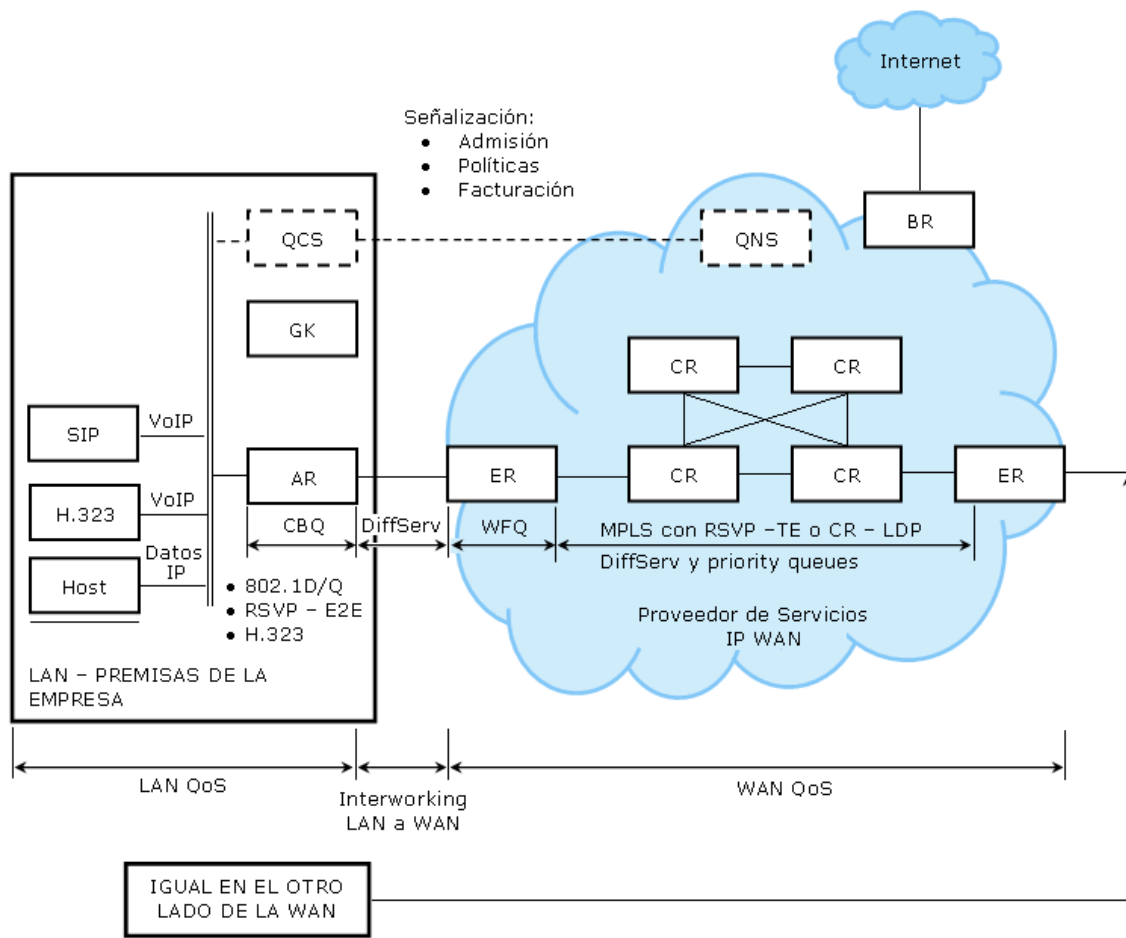 Internet
Señalización:
• Admisión
• Políticas
• Facturación
QCS
QNS
BR
GK
CR
CR
SIP
VoIP
AR
ER
CR
CR
ER
H.323
VoIP
CBQ
DiffServ
WFQ
MPLS con RSVP –TE o CR – LDP
DiffServ y priority queues
Datos
IP
Host
• 802.1D/Q
• RSVP – E2E
• H.323
Proveedor de Servicios
IP WAN
LAN – PREMISAS DE LA
EMPRESA
LAN QoS
Interworking
LAN a WAN
WAN QoS
IGUAL EN EL OTRO
LADO DE LA WAN